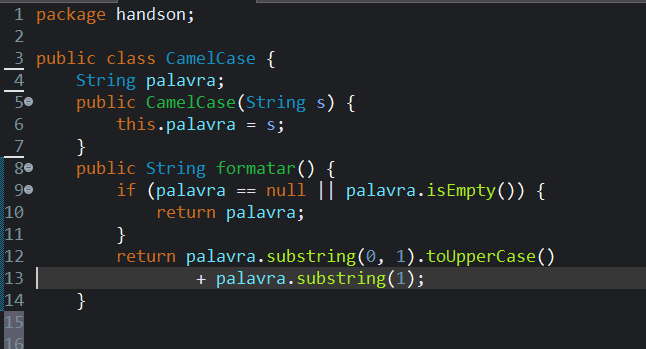 1 package handson;
2
3 public class CamelCase {
4     String palavra;
5     public CamelCase(String s) {
6         this.palavra = s;
7     }
8     public String formatar() {
9         if (palavra == null || palavra.isEmpty()) {
10             return palavra;
11         }
12         return palavra.substring(0, 1).toUpperCase()
13                 + palavra.substring(1);
14     }
15
16